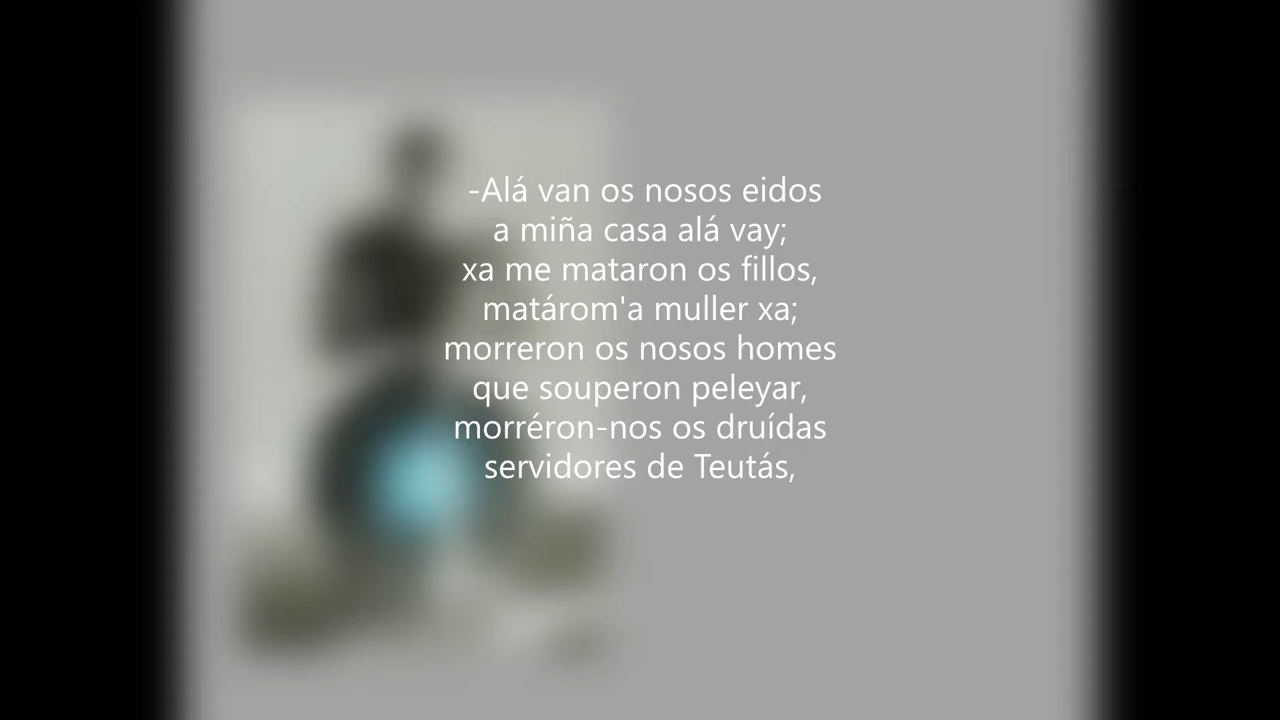 -Alá van os nosos eidos
a miña casa alá vay;
xa me mataron os fillos,
matárom'a muller xa;
morreron os nosos homes
que souperon peleyar,
morréron-nos os druídas
servidores de Teutás,